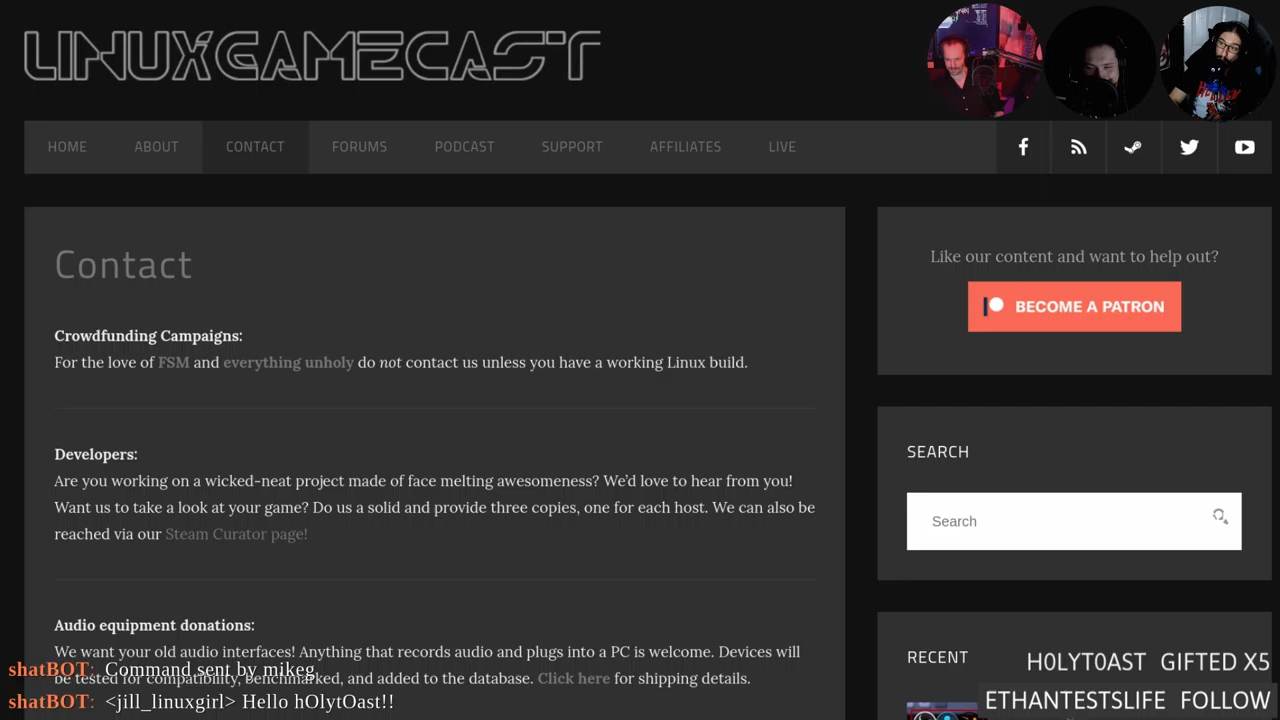 LINUXGAMECAST
HOME ABOUT CONTACT FORUMS PODCAST SUPPORT AFFILIATES LIVE
Contact
Crowdfunding Campaigns:
For the love of FSM and everything unholy do not contact us unless you have a working Linux build.
Developers:
Are you working on a wicked-neat project made of face melting awesomeness? We'd love to hear from you!
Want us to take a look at your game? Do us a solid and provide three copies, one for each host. We can also be
reached via our Steam Curator page!
Audio equipment donations:
We want your old audio interfaces! Anything that records audio and plugs into a PC is welcome. Devices will
be tested for compatibility, benchmarked, and added to the database. Click here for shipping details.
shatBOT: Command sent by mikeg
shatBOT: <jill_linuxgirl> Hello hOlytOast!!
Like our content and want to help out?
BECOME A PATRON
SEARCH
Search
RECENT
H0LYT0AST GIFTED X5
ETHANTESTSLIFE FOLLOW